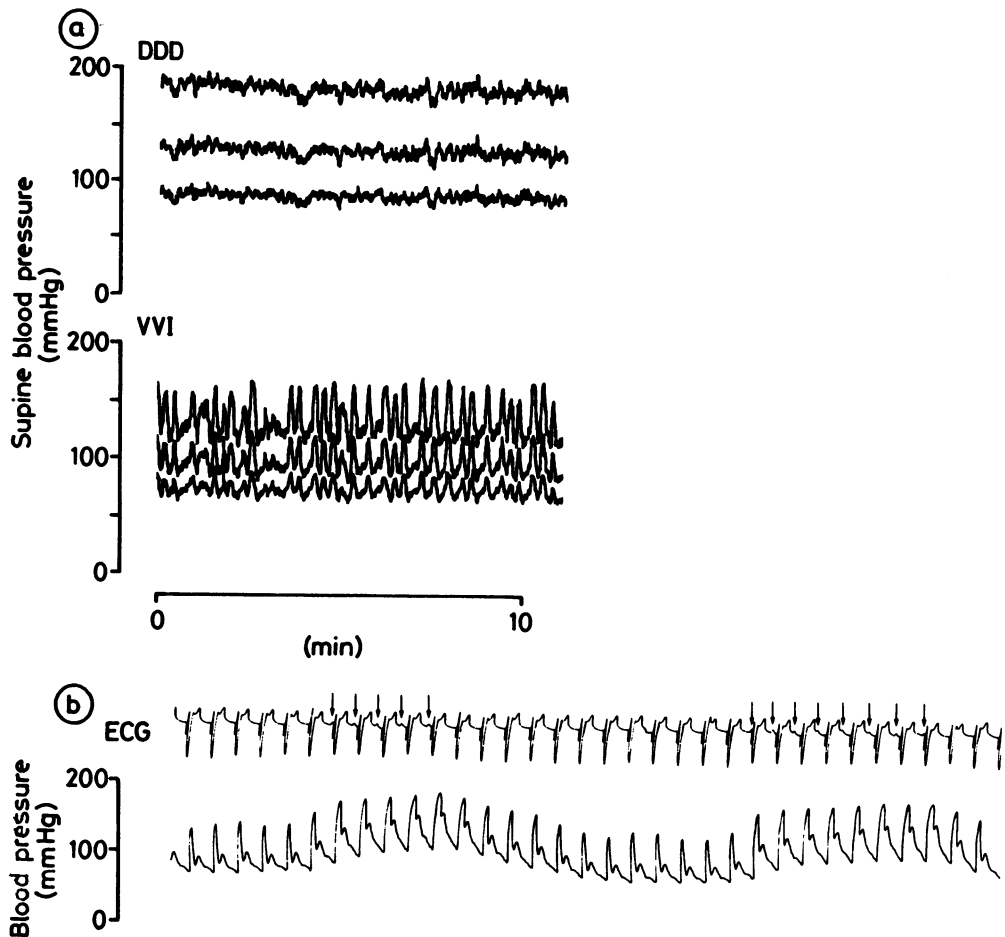 a
DDD
200
100
0
VVI
200
100
0
Supine blood pressure
(mmHg)
0 10
(min)
b
ECG
200
100
0
Blood pressure
(mmHg)